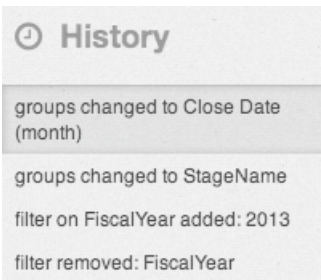 History
groups changed to Close Date
(month)
groups changed to StageName
filter on FiscalYear added: 2013
filter removed: FiscalYear